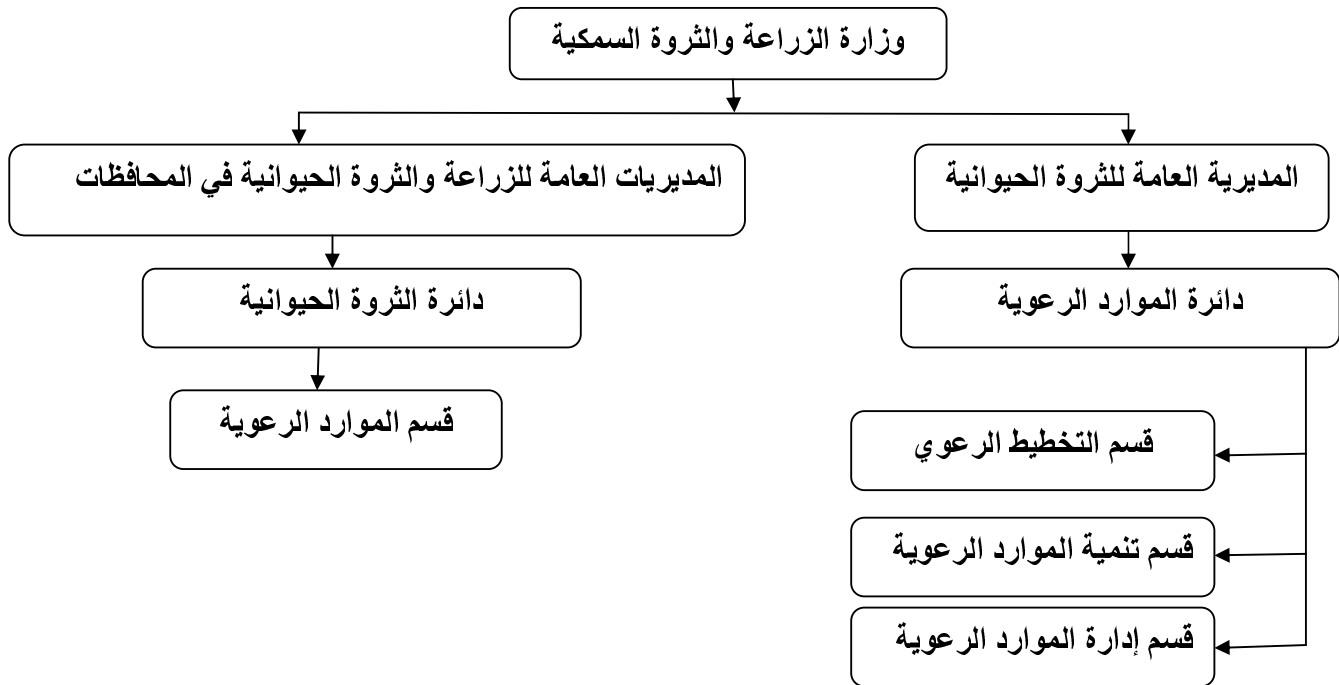 وزارة الزراعة والثروة السمكية
المديرية العامة للثروة الحيوانية
المديريات العامة للزراعة والثروة الحيوانية في المحافظات
دائرة الموارد الرعوية
دائرة الثروة الحيوانية
قسم الموارد الرعوية
قسم التخطيط الرعوي
قسم تنمية الموارد الرعوية
قسم إدارة الموارد الرعوية